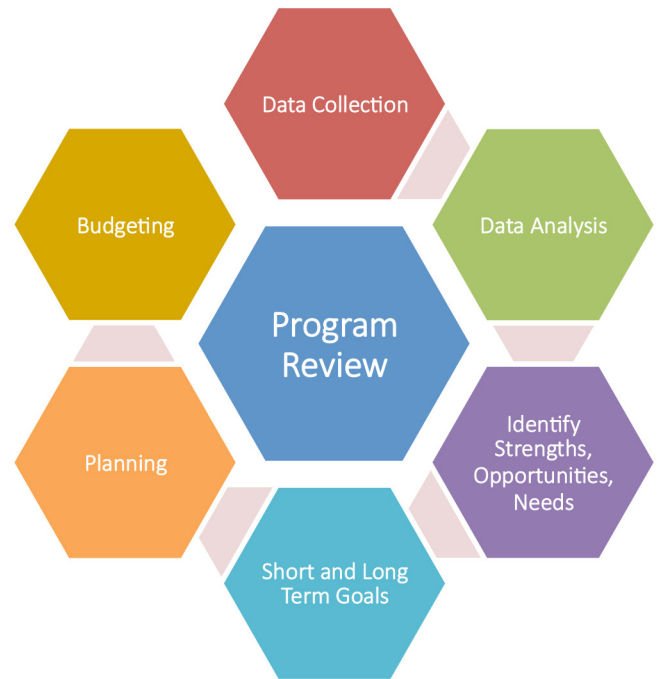 Data Collection
Budgeting
Data Analysis
Program
Review
Planning
Identify
Strengths,
Opportunities,
Needs
Short and Long
Term Goals